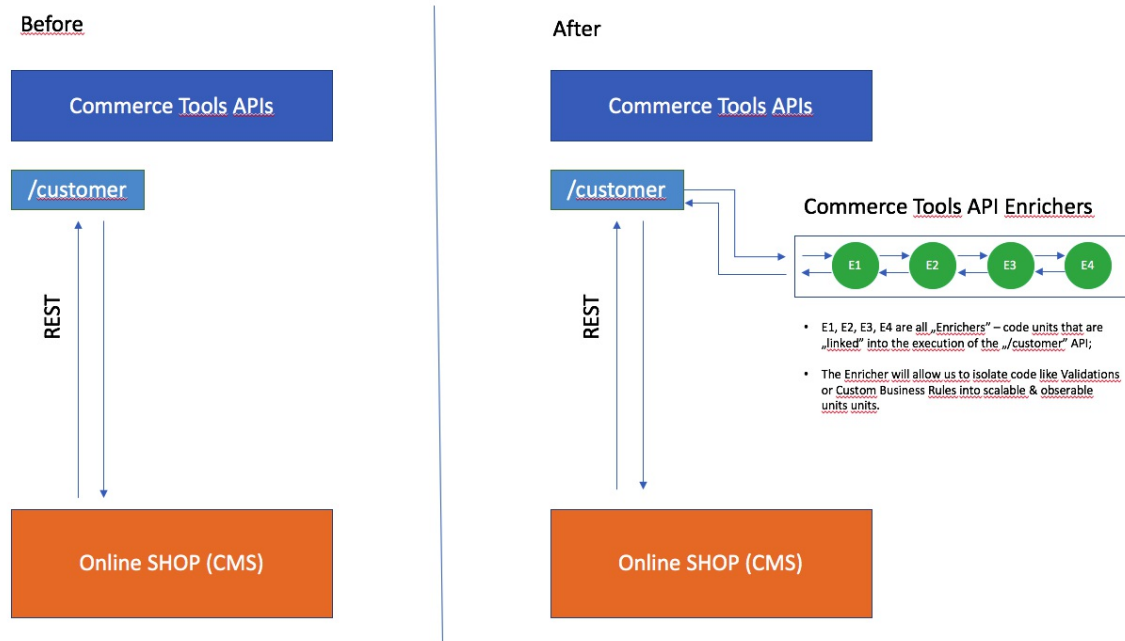 Before
Commerce Tools APIs
/customer
REST
Online SHOP (CMS)
After
Commerce Tools APIs
/customer
REST
Online SHOP (CMS)
Commerce Tools API Enrichers
E1 E2 E3 E4
• E1, E2, E3, E4 are all „Enrichers” – code units that are
„linked” into the execution of the „/customer” API;
• The Enricher will allow us to isolate code like Validations
or Custom Business Rules into scalable & obserable
units units.